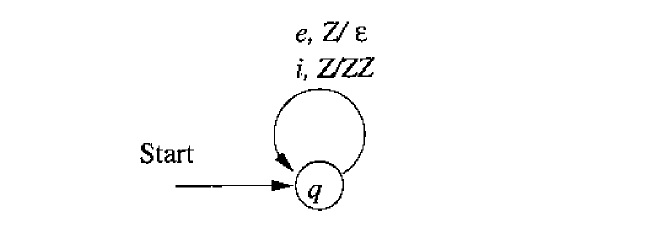 e, Z/ ε
i, Z/ZZ
Start
q